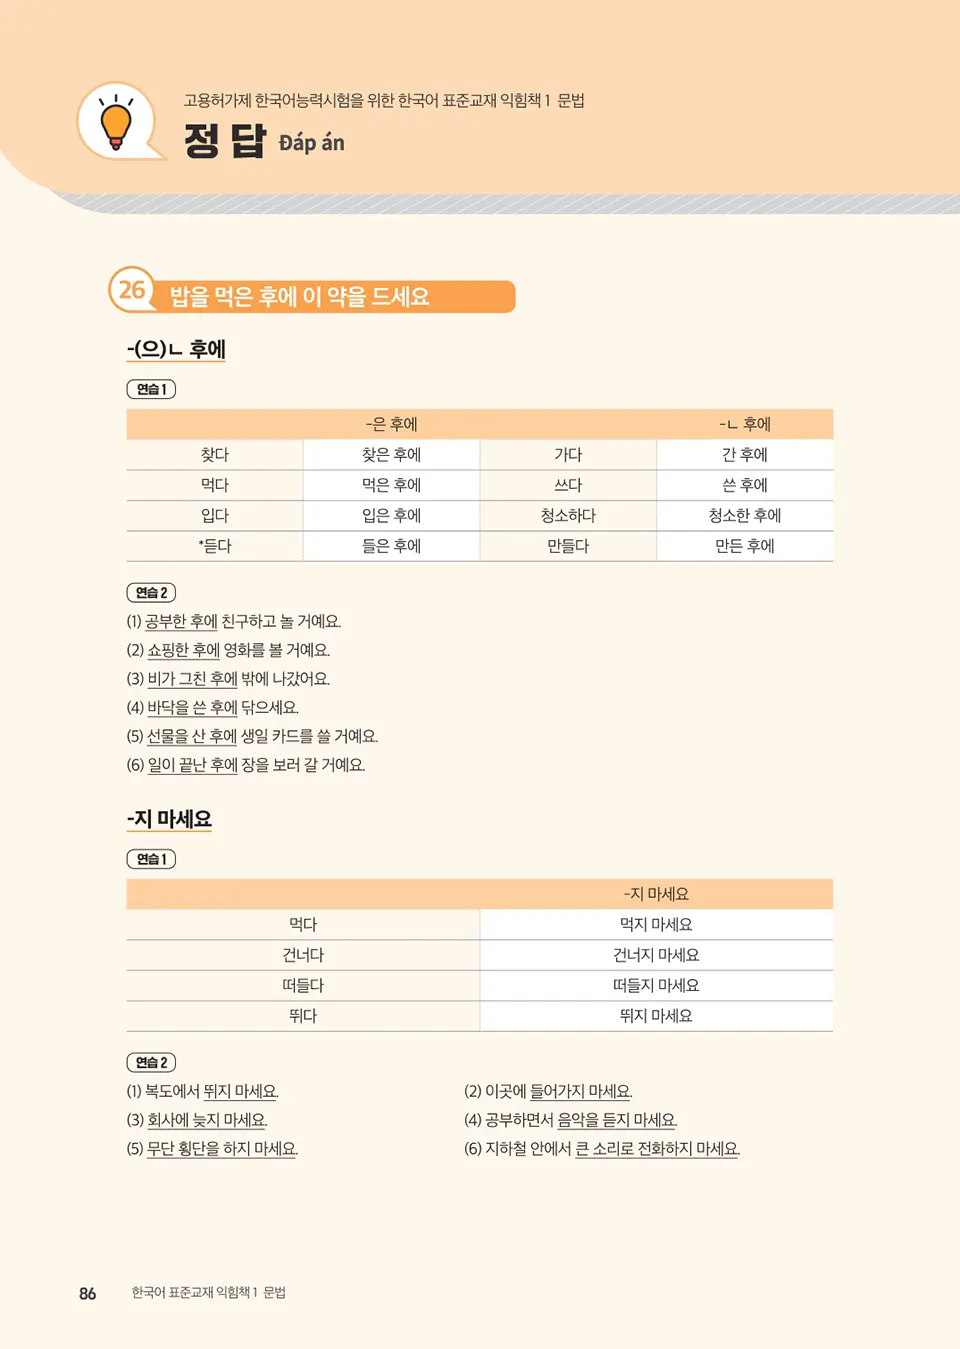 고용허가제 한국어능력시험을 위한 한국어 표준교재 익힘책 1 문법
정답 Đáp án
26 밥을 먹은 후에 이 약을 드세요
-(으)ㄴ 후에
연습 1
-은 후에 -ㄴ 후에
찾다 찾은 후에 가다 간 후에
먹다 먹은 후에 쓰다 쓴 후에
입다 입은 후에 청소하다 청소한 후에
*듣다 들은 후에 만들다 만든 후에
연습 2
(1) 공부한 후에 친구하고 놀 거예요.
(2) 쇼핑한 후에 영화를 볼 거예요.
(3) 비가 그친 후에 밖에 나갔어요.
(4) 바닥을 쓴 후에 닦으세요.
(5) 선물을 산 후에 생일 카드를 쓸 거예요.
(6) 일이 끝난 후에 장을 보러 갈 거예요.
-지 마세요
연습 1
-지 마세요
먹다 먹지 마세요
건너다 건너지 마세요
떠들다 떠들지 마세요
뛰다 뛰지 마세요
연습 2
(1) 복도에서 뛰지 마세요. (2) 이곳에 들어가지 마세요.
(3) 회사에 늦지 마세요. (4) 공부하면서 음악을 듣지 마세요.
(5) 무단 횡단을 하지 마세요. (6) 지하철 안에서 큰 소리로 전화하지 마세요.
86 한국어 표준교재 익힘책 1 문법